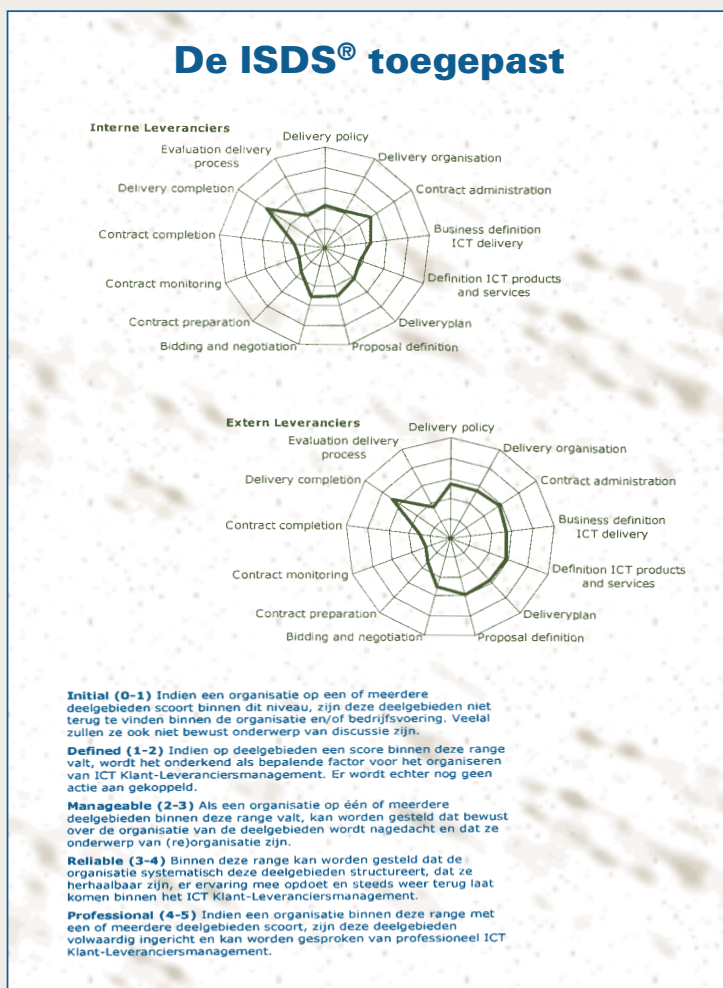 De ISDS® toegepast
Interne Leveranciers
Delivery policy
Evaluation delivery
process
Delivery organisation
Delivery completion
Contract administration
Contract completion
Business definition
ICT delivery
Contract monitoring
Definition ICT products
and services
Contract preparation
Deliveryplan
Bidding and negotiation
Proposal definition
Extern Leveranciers
Delivery policy
Evaluation delivery
process
Delivery organisation
Delivery completion
Contract administration
Contract completion
Business definition
ICT delivery
Contract monitoring
Definition ICT products
and services
Contract preparation
Deliveryplan
Bidding and negotiation
Proposal definition
Initial (0-1) Indien een organisatie op een of meerdere
deelgebieden scoort binnen dit niveau, zijn deze deelgebieden niet
terug te vinden binnen de organisatie en/of bedrijfsvoering. Veelal
zullen ze ook niet bewust onderwerp van discussie zijn.
Defined (1-2) Indien op deelgebieden een score binnen deze range
valt, wordt het onderkend als bepalende factor voor het organiseren
van ICT Klant-Leveranciersmanagement. Er wordt echter nog geen
actie aan gekoppeld.
Manageable (2-3) Als een organisatie op één of meerdere
deelgebieden binnen deze range valt, kan worden gesteld dat bewust
over de organisatie van de deelgebieden wordt nagedacht en dat ze
onderwerp van (re)organisatie zijn.
Reliable (3-4) Binnen deze range kan worden gesteld dat de
organisatie systematisch deze deelgebieden structureert, dat ze
herhaalbaar zijn, er ervaring mee opdoet en steeds weer terug laat
komen binnen het ICT Klant-Leveranciersmanagement.
Professional (4-5) Indien een organisatie binnen deze range met
een of meerdere deelgebieden scoort, zijn deze deelgebieden
volwaardig ingericht en kan worden gesproken van professioneel ICT
Klant-Leveranciersmanagement.